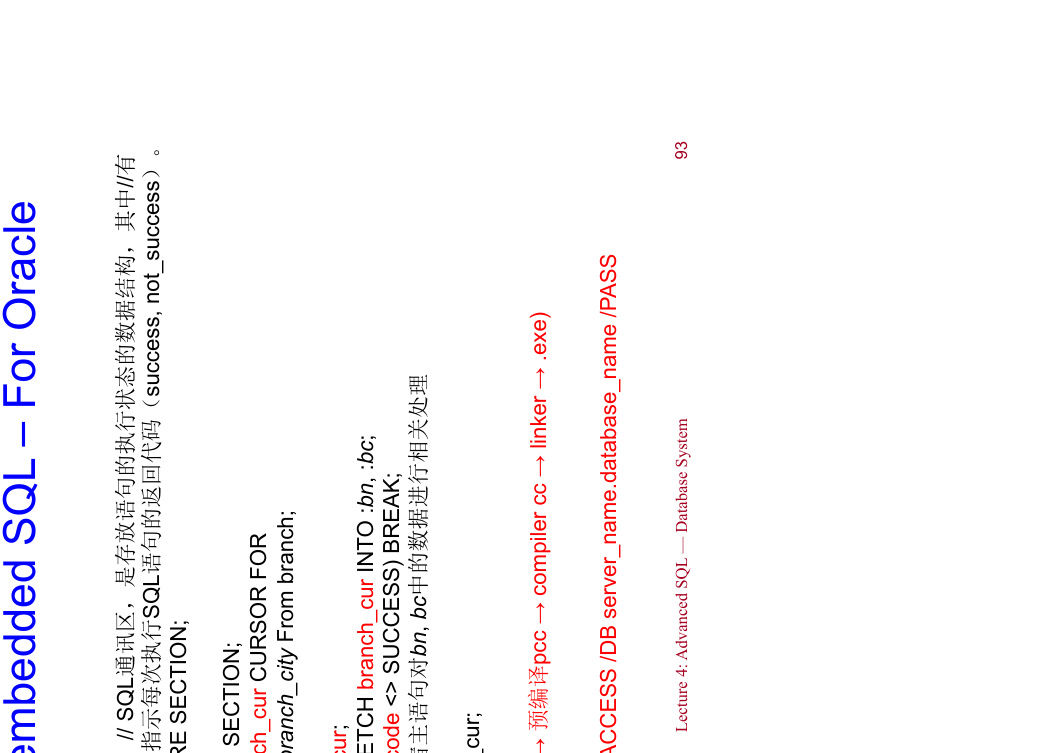 embedded SQL – For Oracle
// SQL通讯区，是存放语句的执行状态的数据结构，其中//有
指示每次执行SQL语句的返回代码（success, not_success）。
RE SECTION;
SECTION;
ch_cur CURSOR FOR
branch_city From branch;
cur;
ETCH branch_cur INTO :bn, :bc;
code <> SUCCESS) BREAK;
主语句对bn, bc中的数据进行相关处理
_cur;
→ 预编译pcc → compiler cc → linker → .exe)
ACCESS /DB server_name.database_name /PASS
Lecture 4: Advanced SQL — Database System
93